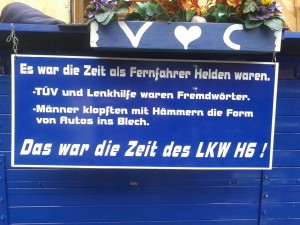 V ♥ C
Es war die Zeit als Fernfahrer Helden waren.
-TÜV und Lenkhilfe waren Fremdwörter.
-Männer klopften mit Hämmern die Form
von Autos ins Blech.
Das war die Zeit des LKW H6 !